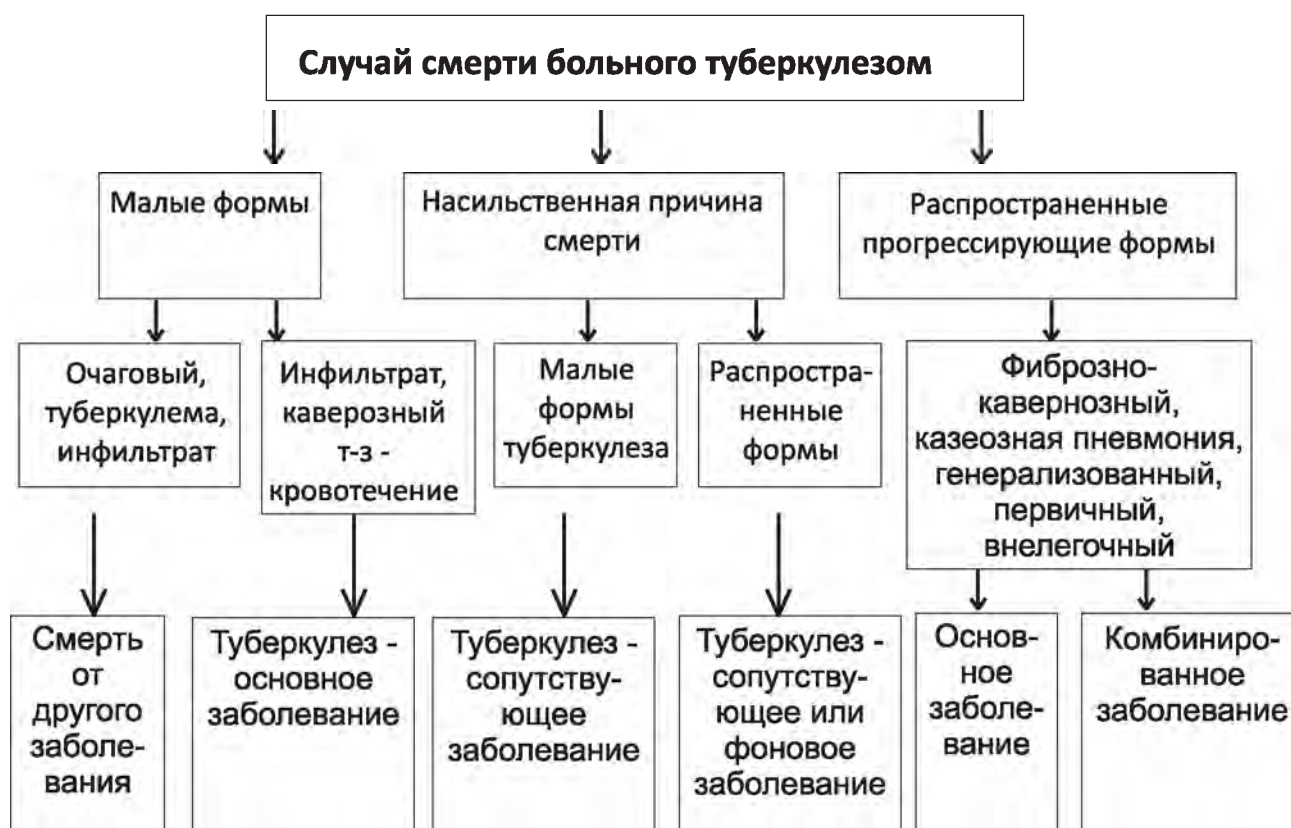 Случай смерти больного туберкулезом
Малые формы
Насильственная причина
смерти
Распространенные
прогрессирующие формы
Очаговый,
туберкулема,
инфильтрат
Инфильтрат,
каверозный
т-з -
кровотечение
Малые
формы
туберкулеза
Распростра-
ненные
формы
Фиброзно-
кавернозный,
казеозная пневмония,
генерализованный,
первичный,
внелегочный
Смерть
от
другого
заболе-
вания
Туберкулез -
основное
заболевание
Туберкулез -
сопутству-
ющее
заболевание
Туберкулез -
сопутству-
ющее или
фоновое
заболевание
Основ-
ное
заболе-
вание
Комбиниро-
ванное
заболевание